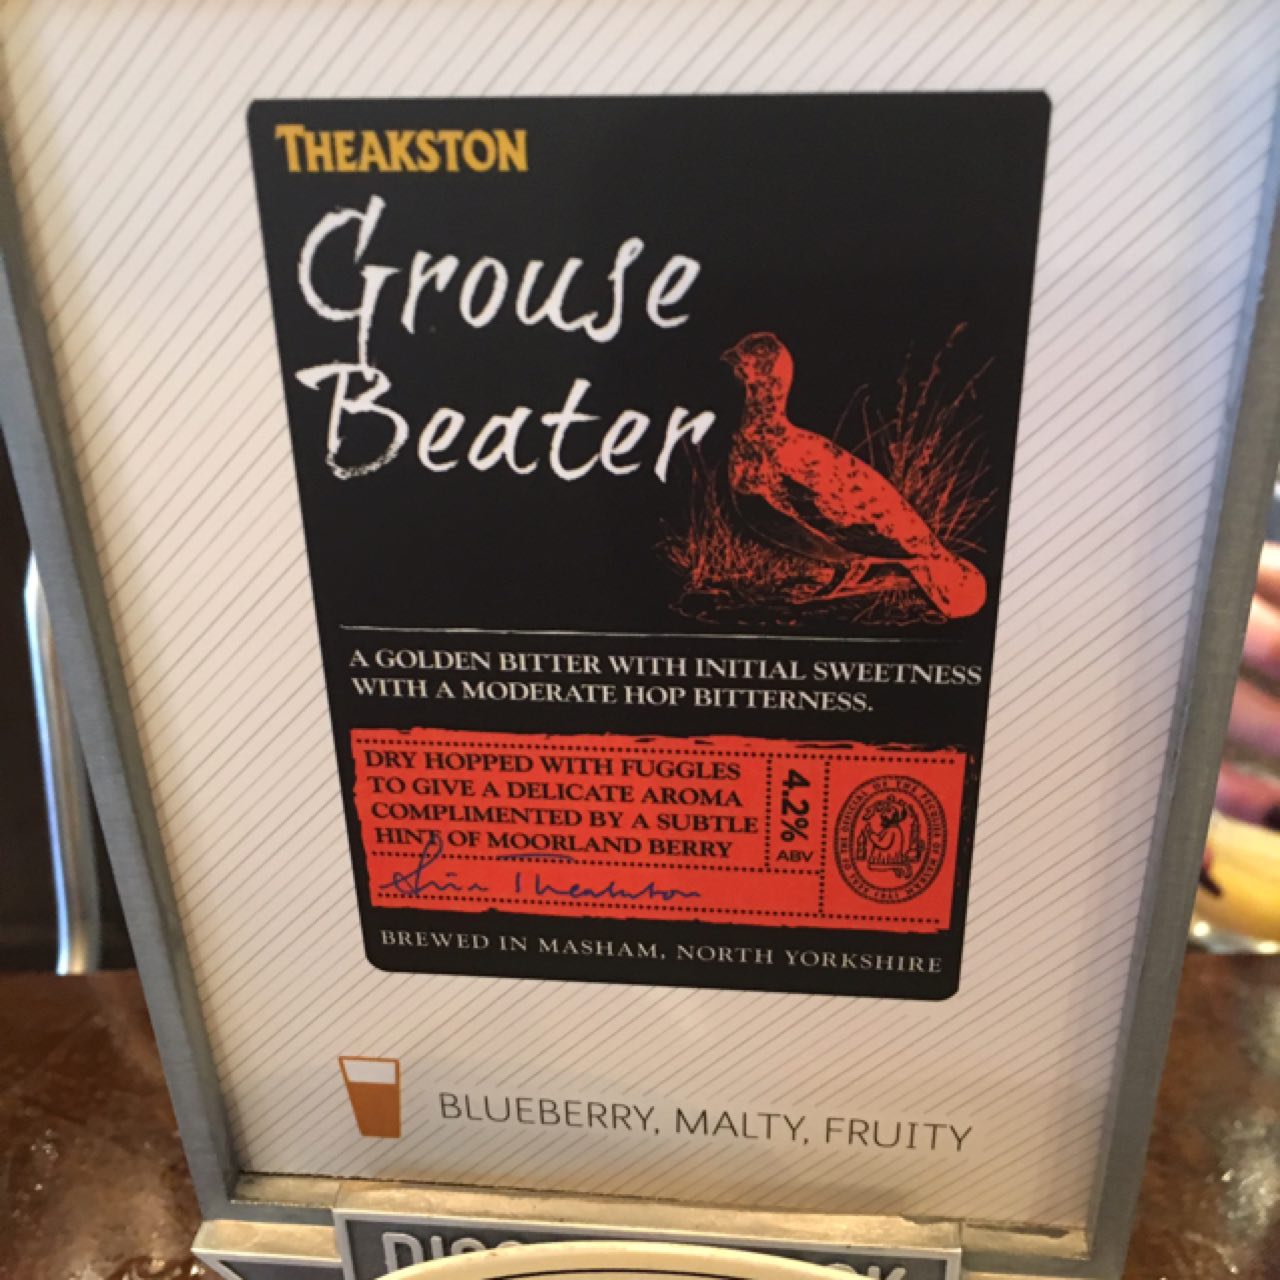 THEAKSTON
Grouse
Beater
A GOLDEN BITTER WITH INITIAL SWEETNESS
WITH A MODERATE HOP BITTERNESS.
DRY HOPPED WITH FUGGLES
TO GIVE A DELICATE AROMA
COMPLIMENTED BY A SUBTLE
HINT OF MOORLAND BERRY
4.2%
ABV
Theakston
BREWED IN MASHAM, NORTH YORKSHIRE
BLUEBERRY, MALTY, FRUITY